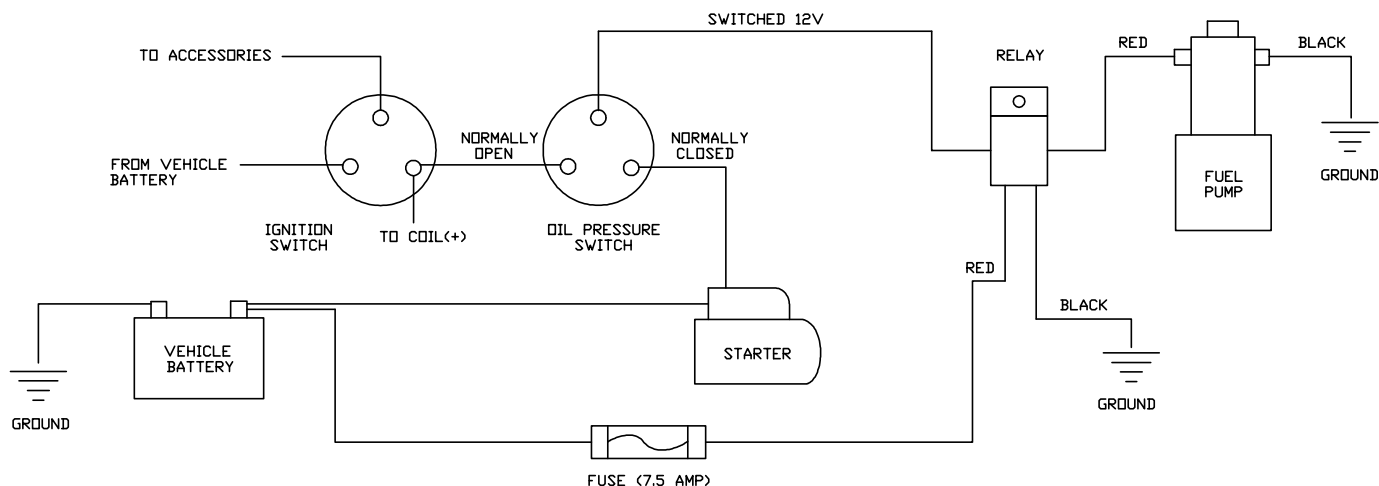 SWITCHED 12V
TO ACCESSORIES
RELAY
RED
BLACK
NORMALLY
OPEN
NORMALLY
CLOSED
FROM VEHICLE
BATTERY
FUEL
PUMP
GROUND
IGNITION
SWITCH
TO COIL(+)
OIL PRESSURE
SWITCH
RED
BLACK
VEHICLE
BATTERY
STARTER
GROUND
GROUND
FUSE (7.5 AMP)